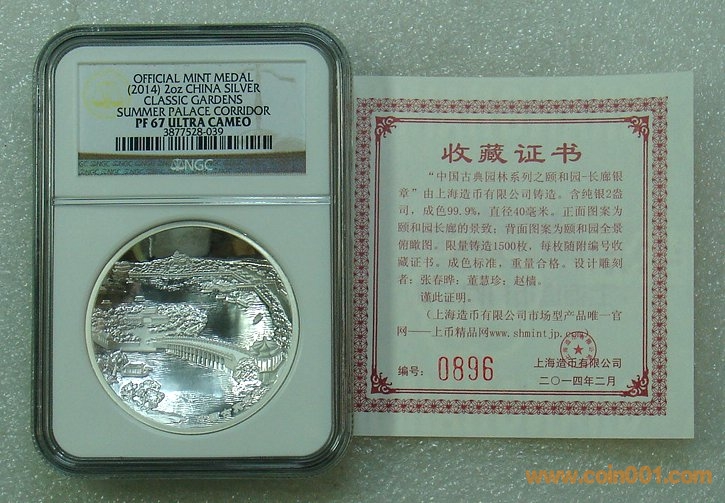 OFFICIAL MINT MEDAL
(2014) 2oz CHINA SILVER
CLASSIC GARDENS
SUMMER PALACE CORRIDOR
PF 67 ULTRA CAMEO
3877528-039
NGC
收藏证书
“中国古典园林系列之颐和园-长廊银
章”由上海造币有限公司铸造。含纯银2盎
司，成色99.9%，直径40毫米。正面图案为
颐和园长廊的景致；背面图案为颐和园全景
俯瞰图。限量铸造1500枚，每枚随附编号收
藏证书。成色标准，重量合格。设计雕刻
者：张春晔；董慧珍；赵樯。
谨此证明。
（上海造币有限公司市场型产品唯一官
网——上币精品网www.shmintjp.com）
编号：0896
上海造币有限公司
二〇一四年二月
www.coin001.com